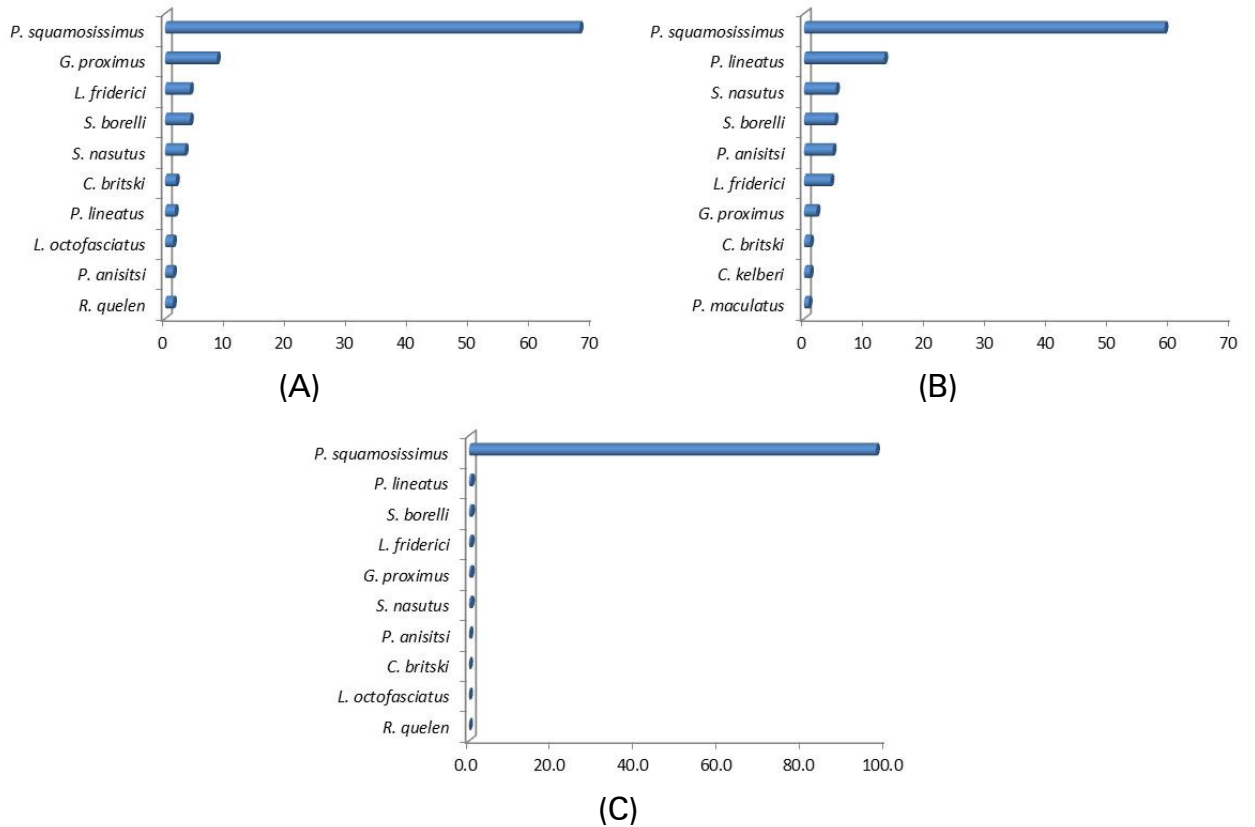 P. squamosissimus
G. proximus
L. friderici
S. borelli
S. nasutus
C. britski
P. lineatus
L. octofasciatus
P. anisitsi
R. quelen
0 10 20 30 40 50 60 70
(A)
P. squamosissimus
P. lineatus
S. nasutus
S. borelli
P. anisitsi
L. friderici
G. proximus
C. britski
C. kelberi
P. maculatus
0 10 20 30 40 50 60 70
(B)
P. squamosissimus
P. lineatus
S. borelli
L. friderici
G. proximus
S. nasutus
P. anisitsi
C. britski
L. octofasciatus
R. quelen
0.0 20.0 40.0 60.0 80.0 100.0
(C)